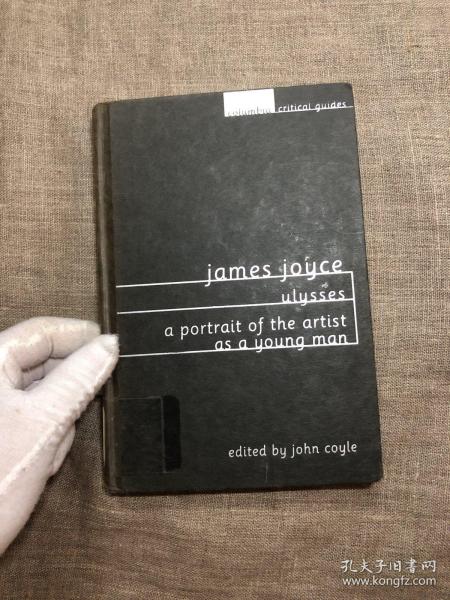 columbia critical guides
james joyce
ulysses
a portrait of the artist
as a young man
edited by john coyle
孔夫子旧书网
www.kongfz.com